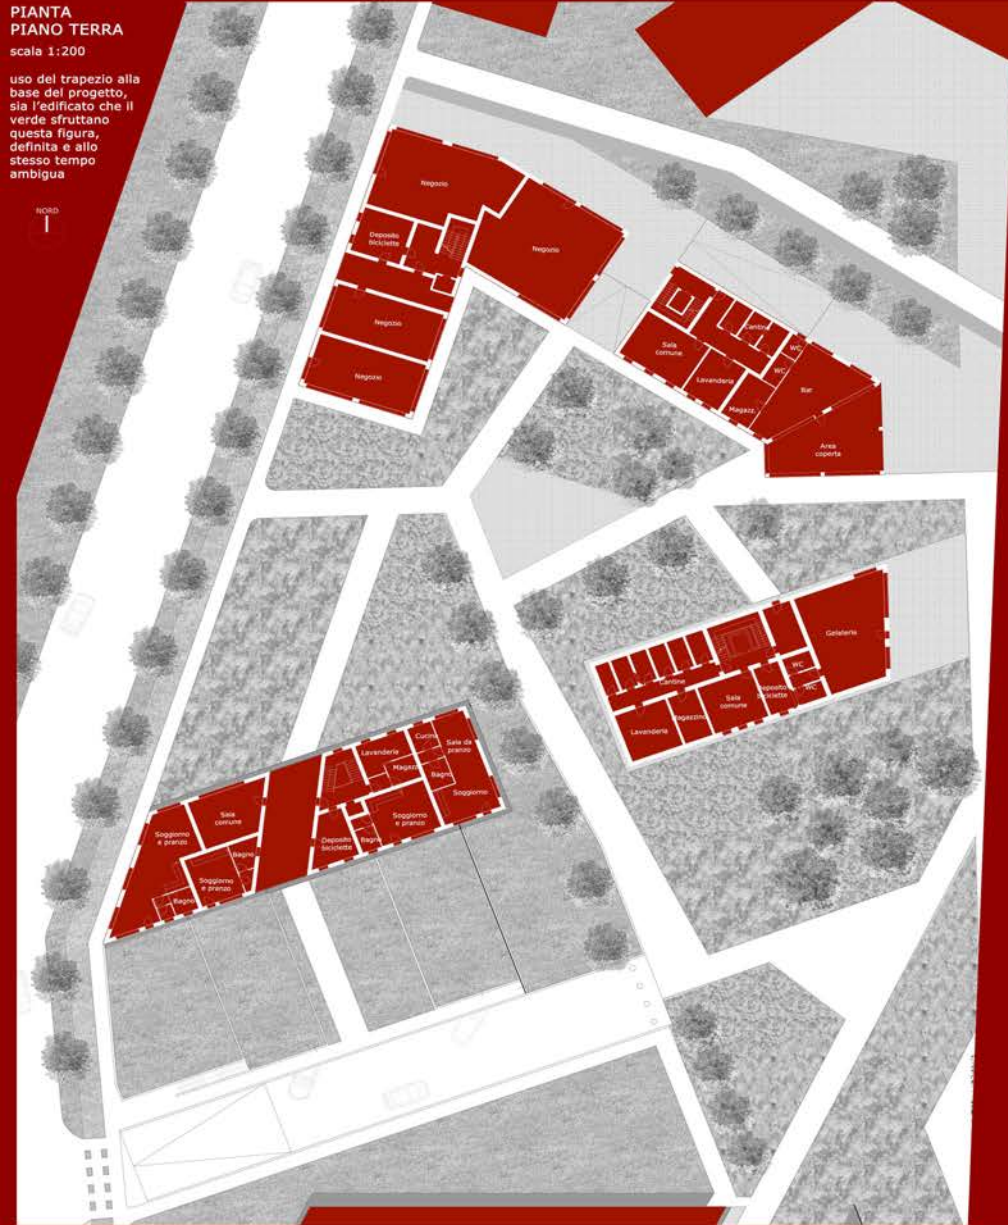 PIANTA
PIANO TERRA
scala 1:200
uso del trapezio alla
base del progetto,
sia l'edificato che il
verde sfruttano
questa figura,
definita e allo
stesso tempo
ambigua
NORD
Negozio
Deposito
biciclette
Negozio
Negozio
Negozio
Cantine
WC
Sala
comune
Lavanderia
WC
Magazz.
Bar
Area
coperta
Gelateria
WC
Cantine
Deposito
biciclette
WC
Sala
comune
Magazzino
Lavanderia
Cucina
Sala da
pranzo
Lavanderia
Magazz.
Bagno
Soggiorno
Soggiorno
e pranzo
Deposito
biciclette
Bagno
Sala
comune
Soggiorno
e pranzo
Bagno
Soggiorno
e pranzo
Bagno